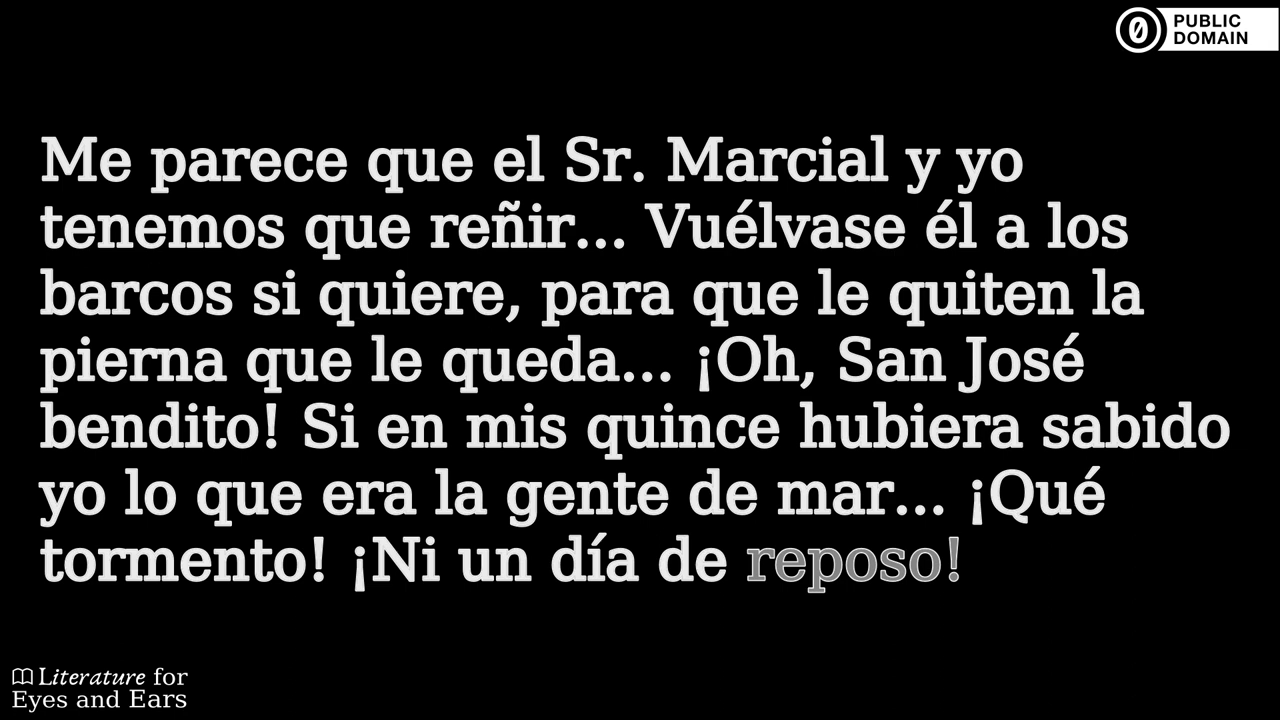 PUBLIC
DOMAIN
Me parece que el Sr. Marcial y yo
tenemos que reñir... Vuélvase él a los
barcos si quiere, para que le quiten la
pierna que le queda... ¡Oh, San José
bendito! Si en mis quince hubiera sabido
yo lo que era la gente de mar... ¡Qué
tormento! ¡Ni un día de reposo!
Literature for
Eyes and Ears